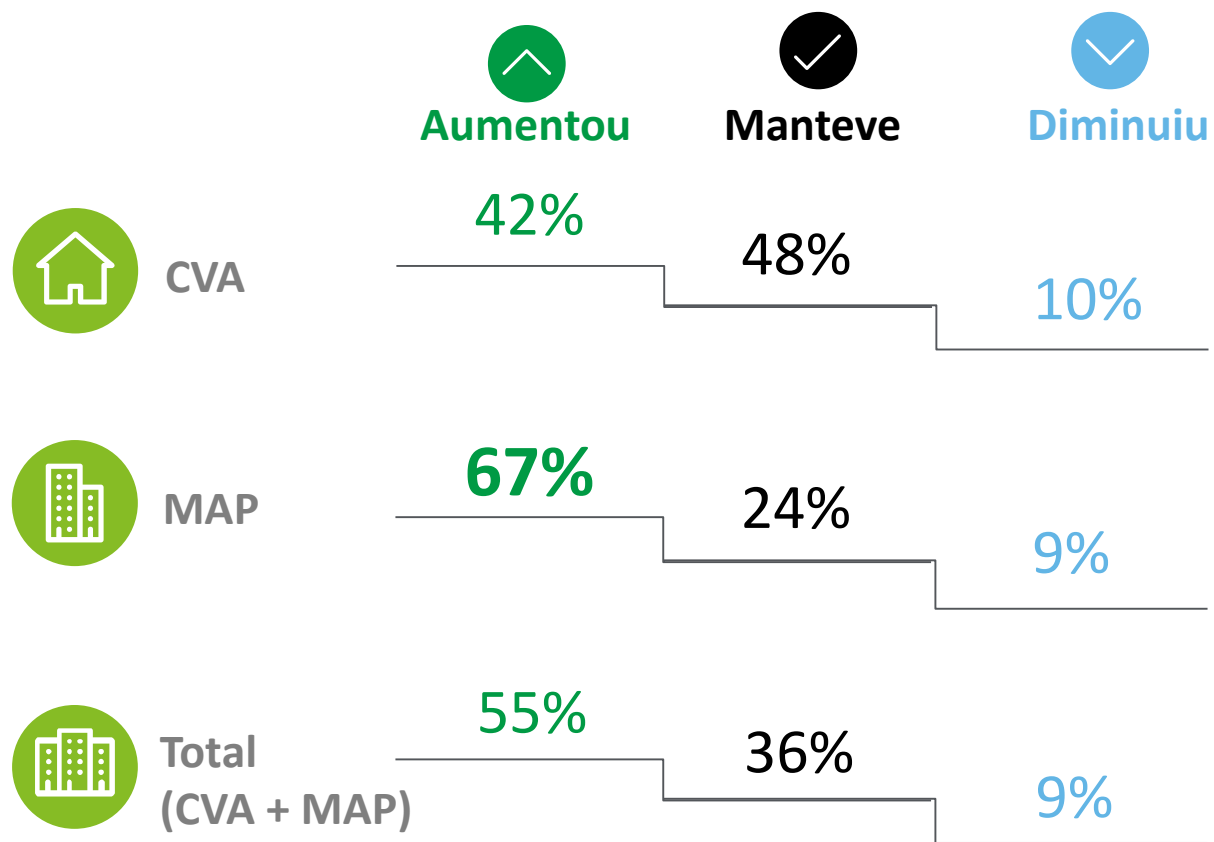 Aumentou Manteve Diminuiu
CVA 42% 48% 10%
MAP 67% 24% 9%
Total
(CVA + MAP) 55% 36% 9%